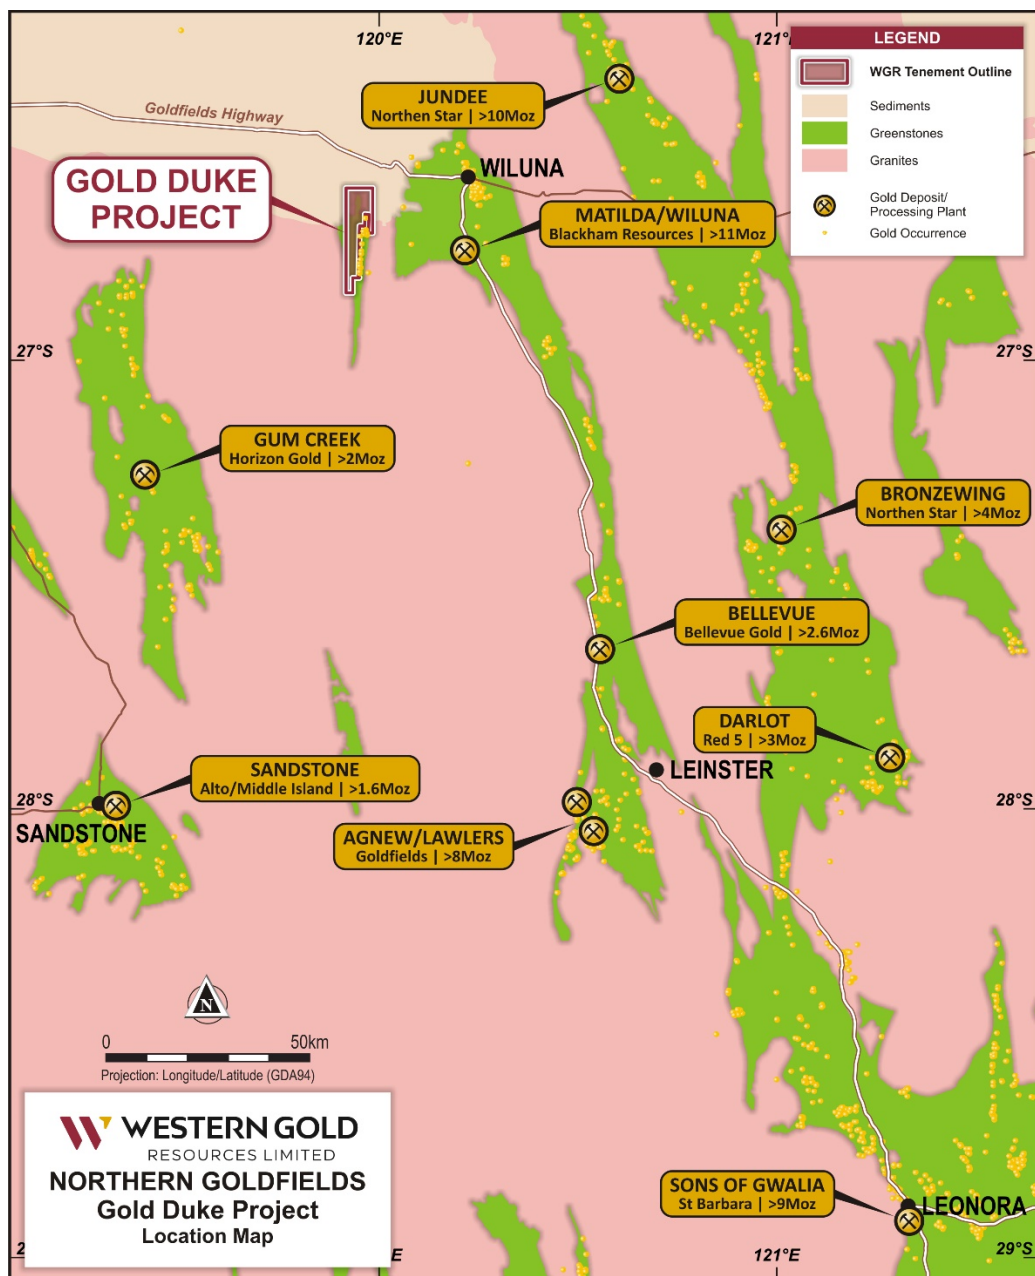 120°E
121°E
LEGEND
WGR Tenement Outline
Sediments
Greenstones
Granites
Gold Deposit/
Processing Plant
Gold Occurrence
Goldfields Highway
JUNDEE
Northen Star | >10Moz
WILUNA
GOLD DUKE
PROJECT
MATILDA/WILUNA
Blackham Resources | >11Moz
27°S
27°S
GUM CREEK
Horizon Gold | >2Moz
BRONZEWING
Northen Star | >4Moz
BELLEVUE
Bellevue Gold | >2.6Moz
DARLOT
Red 5 | >3Moz
LEINSTER
SANDSTONE
Alto/Middle Island | >1.6Moz
28°S
28°S
SANDSTONE
AGNEW/LAWLERS
Goldfields | >8Moz
N
0
50km
Projection: Longitude/Latitude (GDA94)
WESTERN GOLD
RESOURCES LIMITED
NORTHERN GOLDFIELDS
Gold Duke Project
Location Map
SONS OF GWALIA
St Barbara | >9Moz
LEONORA
29°S
121°E